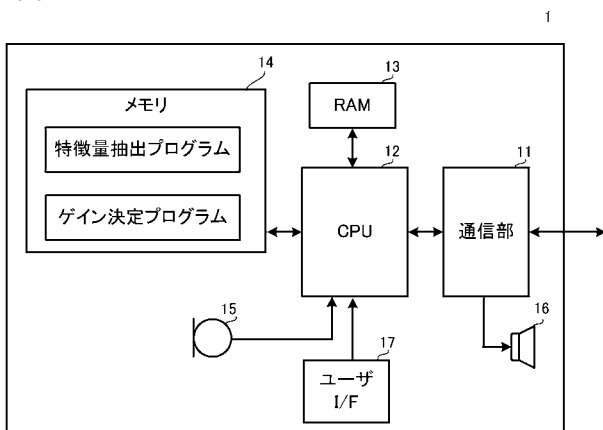 1
14
メモリ
特徴量抽出プログラム
ゲイン決定プログラム
13
RAM
12
CPU
11
通信部
15
16
17
ユーザ
I/F